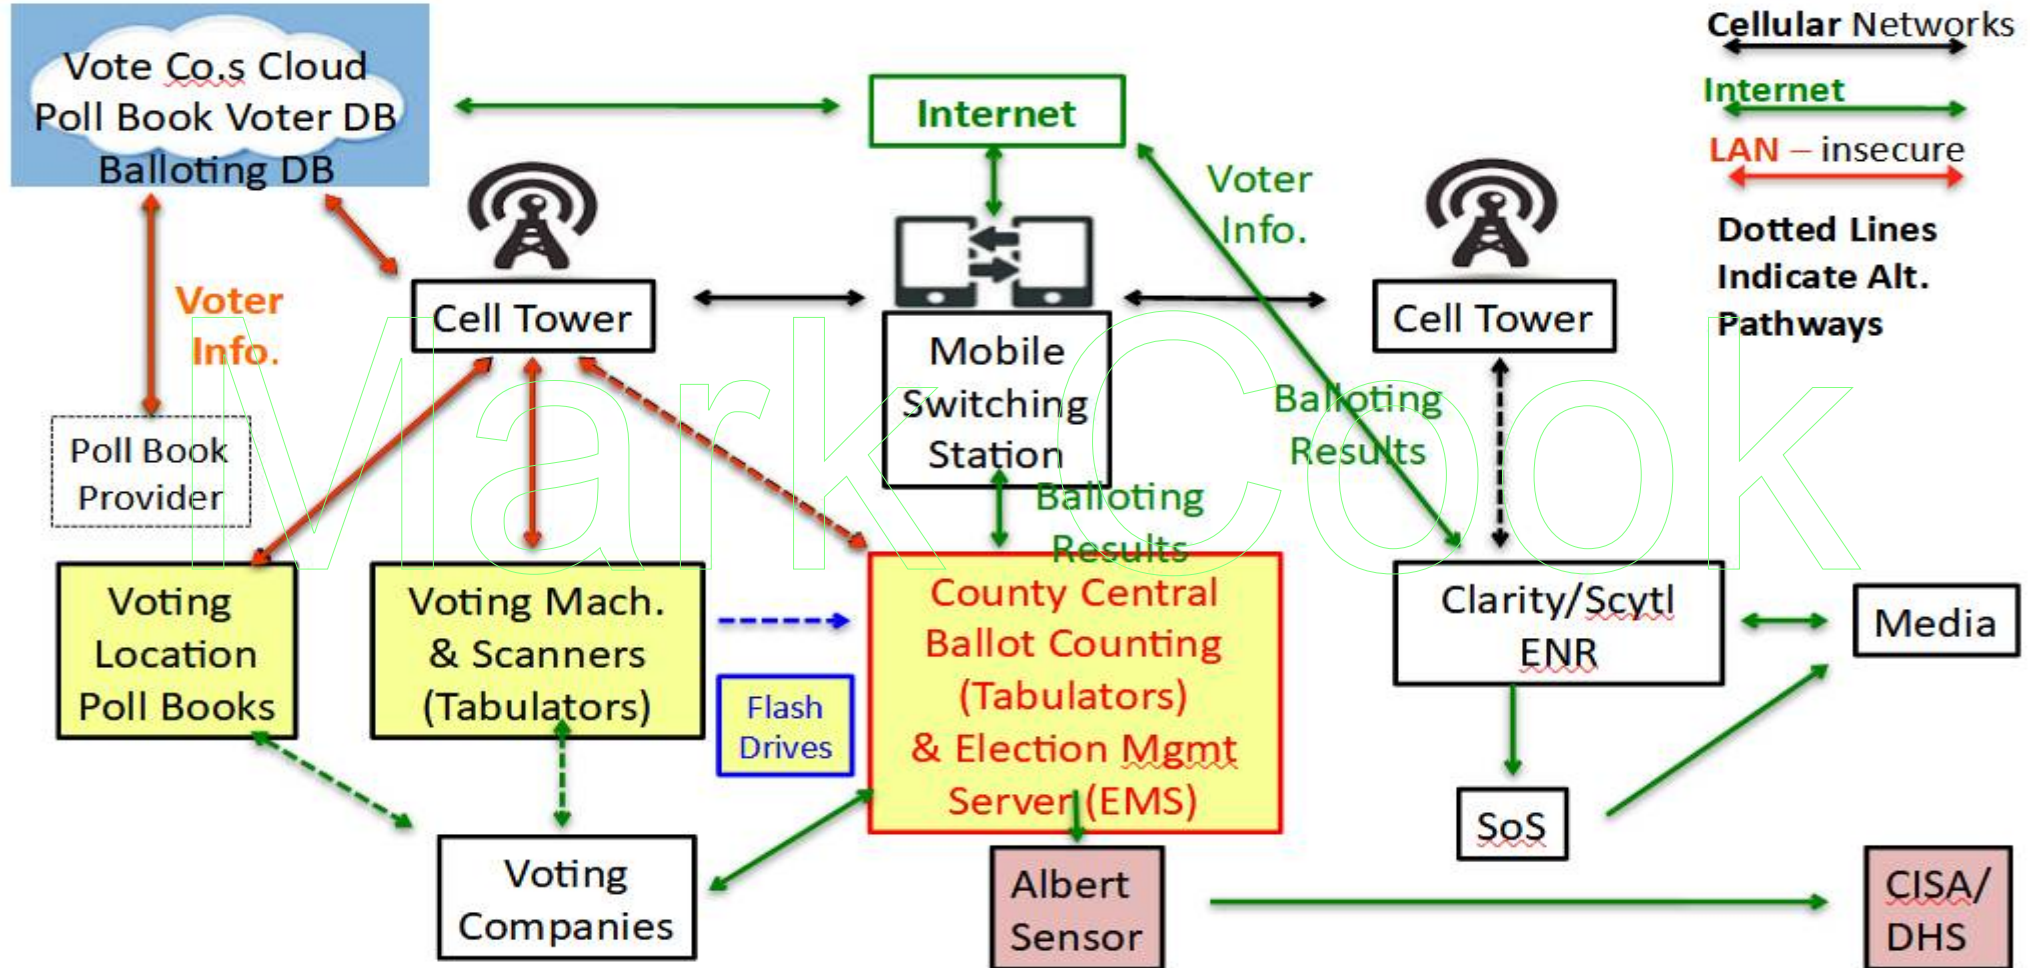 Vote Co.s Cloud
Poll Book Voter DB
Balloting DB
Internet
Cellular Networks
Internet
LAN – insecure
Dotted Lines
Indicate Alt.
Pathways
Voter
Info.
Voter
Info.
Cell Tower
Mobile
Switching
Station
Cell Tower
Balloting
Results
Balloting
Results
Poll Book
Provider
Mark Cook
Voting
Location
Poll Books
Voting Mach.
& Scanners
(Tabulators)
Flash
Drives
County Central
Ballot Counting
(Tabulators)
& Election Mgmt
Server (EMS)
Clarity/Scytl
ENR
Media
SoS
Voting
Companies
Albert
Sensor
CISA/
DHS